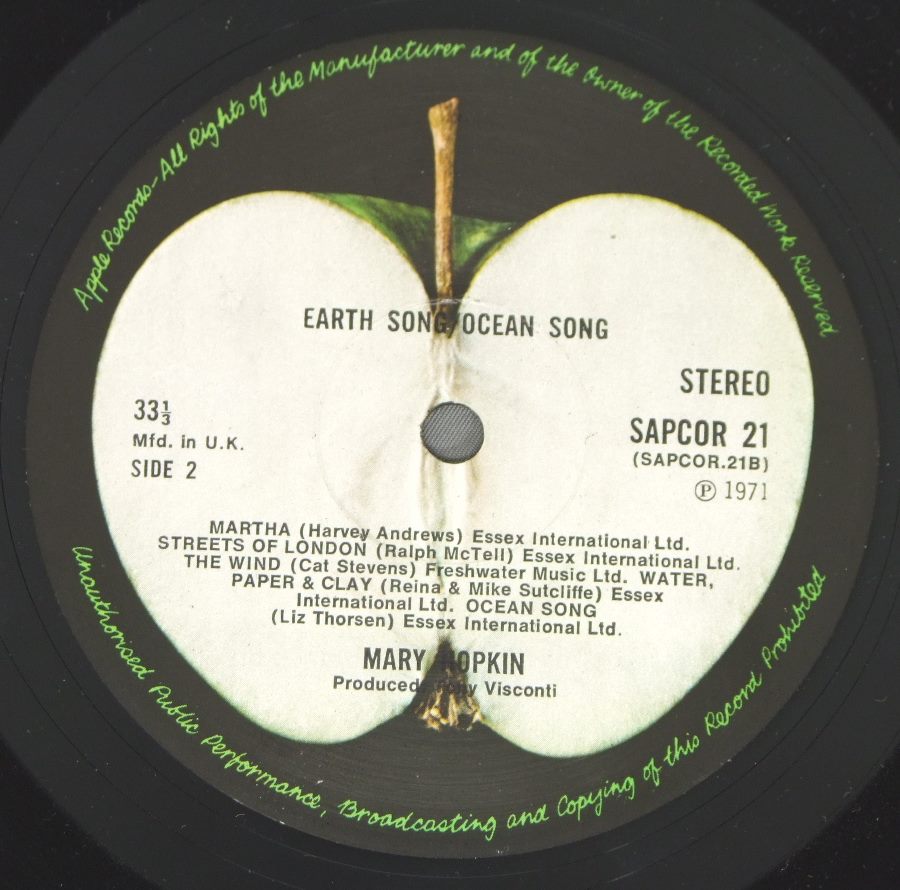 Apple Records-All Rights of the Manufacturer and of the Owner of the Recorded Work Reserved
EARTH SONG/OCEAN SONG
STEREO
33⅓
SAPCOR 21
Mfd. in U.K.
(SAPCOR.21B)
SIDE 2
Ⓟ 1971
MARTHA (Harvey Andrews) Essex International Ltd.
STREETS OF LONDON (Ralph McTell) Essex International Ltd.
THE WIND (Cat Stevens) Freshwater Music Ltd. WATER,
PAPER & CLAY (Reina & Mike Sutcliffe) Essex
International Ltd. OCEAN SONG
(Liz Thorsen) Essex International Ltd.
MARY HOPKIN
Produced Tony Visconti
Unauthorised Public Performance, Broadcasting and Copying of this Record Prohibited